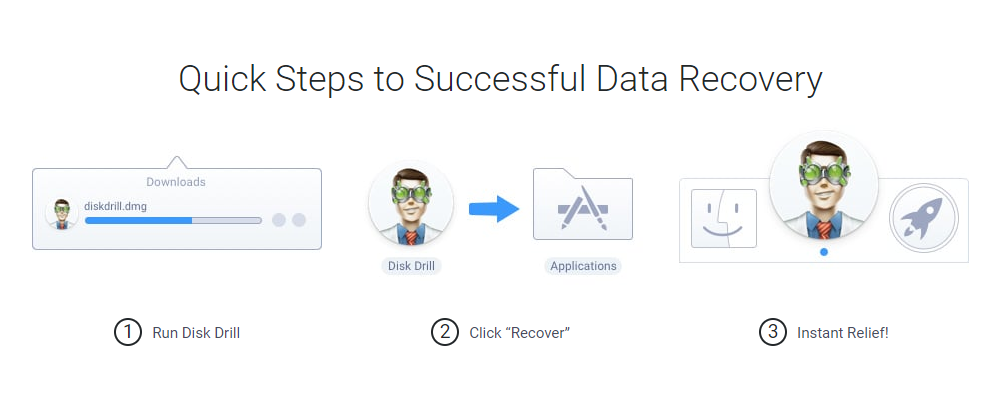 Quick Steps to Successful Data Recovery
Downloads
diskdrill.dmg
Disk Drill
Applications
1 Run Disk Drill
2 Click “Recover”
3 Instant Relief!